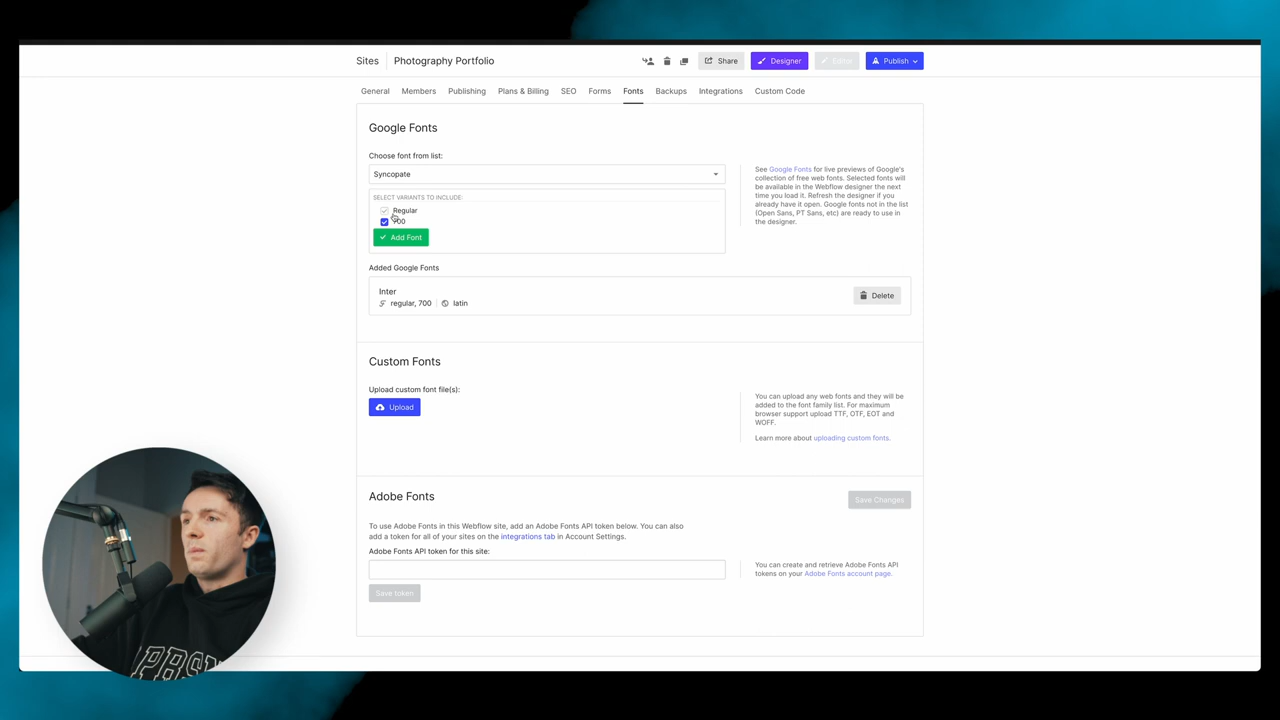 Sites Photography Portfolio Share Designer Editor Publish
General Members Publishing Plans & Billing SEO Forms Fonts Backups Integrations Custom Code
Google Fonts
Choose font from list:
Syncopate
SELECT VARIANTS TO INCLUDE:
Regular
700
Add Font
See Google Fonts for live previews of Google's
collection of free web fonts. Selected fonts will
be available in the Webflow designer the next
time you load it. Refresh the designer if you
already have it open. Google fonts not in the list
(Open Sans, PT Sans, etc) are ready to use in
the designer.
Added Google Fonts
Inter
regular, 700 latin
Delete
Custom Fonts
Upload custom font file(s):
Upload
You can upload any web fonts and they will be
added to the font family list. For maximum
browser support upload TTF, OTF, EOT and
WOFF.
Learn more about uploading custom fonts.
Adobe Fonts
Save Changes
To use Adobe Fonts in this Webflow site, add an Adobe Fonts API token below. You can also
add a token for all of your sites on the integrations tab in Account Settings.
Adobe Fonts API token for this site:
You can create and retrieve Adobe Fonts API
tokens on your Adobe Fonts account page.
Save token